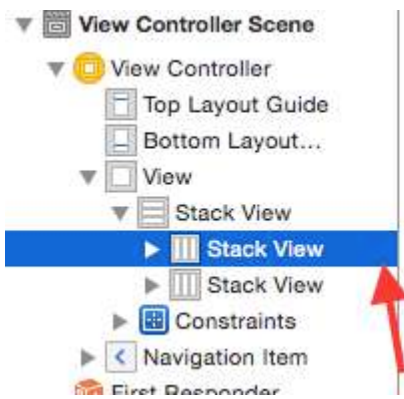 View Controller Scene
View Controller
Top Layout Guide
Bottom Layout...
View
Stack View
Stack View
Stack View
Constraints
Navigation Item
First Responder